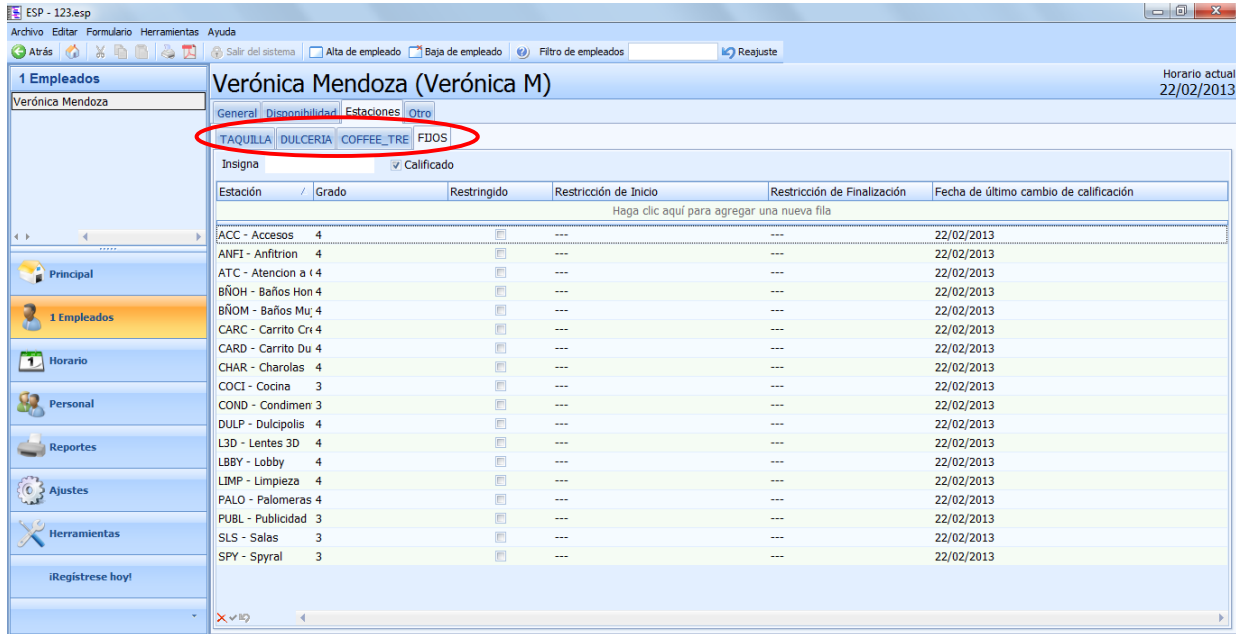 ESP - 123.esp
Archivo Editar Formulario Herramientas Ayuda
Atrás Salir del sistema Alta de empleado Baja de empleado Filtro de empleados Reajuste
1 Empleados
Verónica Mendoza
Verónica Mendoza (Verónica M)
Horario actual
22/02/2013
General Disponibilidad Estaciones Otro
TAQUILLA DULCERIA COFFEE_TRE FIJOS
Insigna Calificado
Estación Grado Restringido Restricción de Inicio Restricción de Finalización Fecha de último cambio de calificación
Haga clic aquí para agregar una nueva fila
ACC - Accesos 4 --- --- 22/02/2013
ANFI - Anfitrion 4 --- --- 22/02/2013
ATC - Atencion a ( 4 --- --- 22/02/2013
BÑOH - Baños Hon 4 --- --- 22/02/2013
BÑOM - Baños Muj 4 --- --- 22/02/2013
CARC - Carrito Cre 4 --- --- 22/02/2013
CARD - Carrito Du 4 --- --- 22/02/2013
CHAR - Charolas 4 --- --- 22/02/2013
COCI - Cocina 3 --- --- 22/02/2013
COND - Condimen 3 --- --- 22/02/2013
DULP - Dulcipolis 4 --- --- 22/02/2013
L3D - Lentes 3D 4 --- --- 22/02/2013
LBBY - Lobby 4 --- --- 22/02/2013
LIMP - Limpieza 4 --- --- 22/02/2013
PALO - Palomeras 4 --- --- 22/02/2013
PUBL - Publicidad 3 --- --- 22/02/2013
SLS - Salas 3 --- --- 22/02/2013
SPY - Spyral 3 --- --- 22/02/2013
Principal
1 Empleados
1 Horario
Personal
Reportes
Ajustes
Herramientas
¡Regístrese hoy!